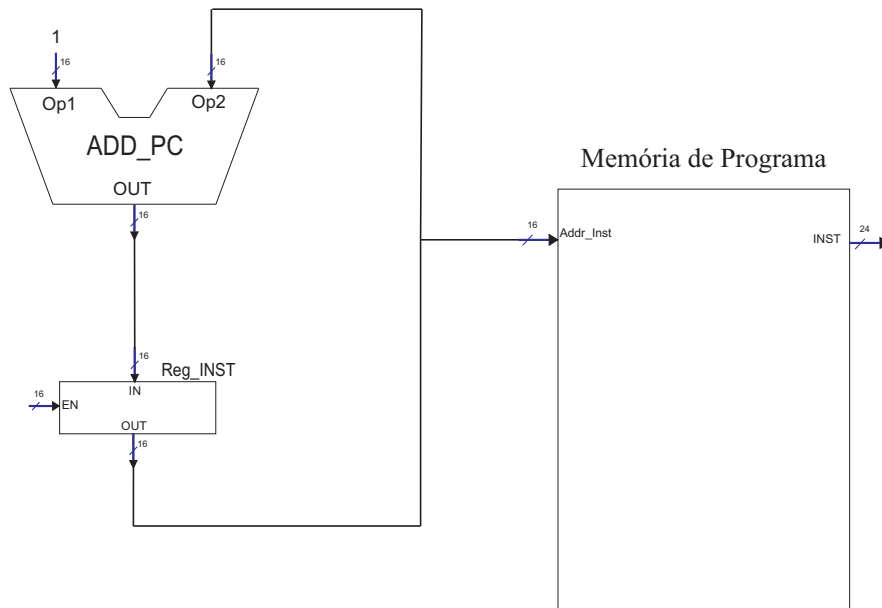 1
16
16
Op1
Op2
ADD_PC
OUT
16
Memória de Programa
16
Addr_Inst
INST
24
16
Reg_INST
IN
16
EN
OUT
16